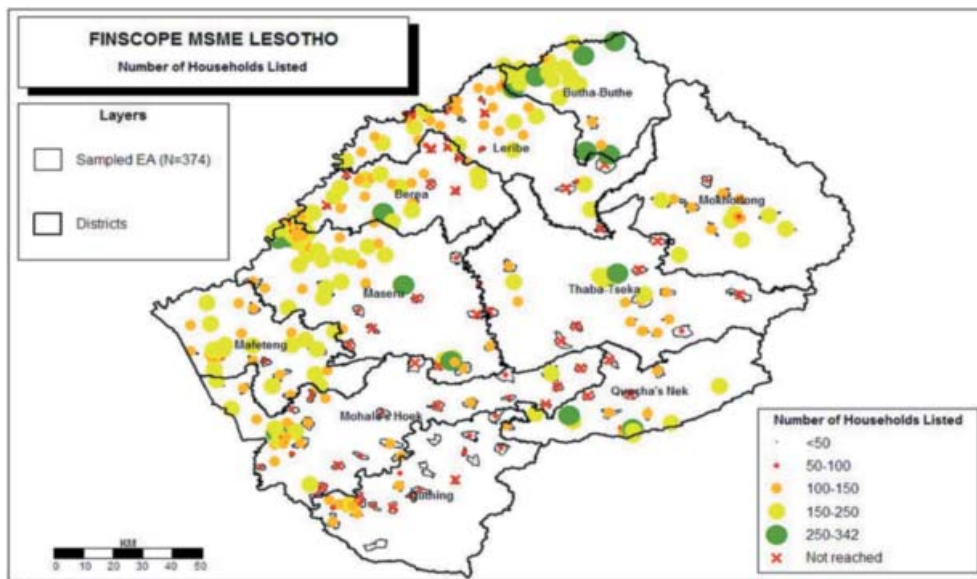 FINSCOPE MSME LESOTHO
Number of Households Listed
Layers
Sampled EA (N=374)
Districts
Butha-Buthe
Leribe
Berea
Mokhotlong
Maseru
Thaba-Tseka
Mafeteng
Qwacha's Nek
Mohale's Hoek
Quthing
Number of Households Listed
<50
50-100
100-150
150-250
250-342
Not reached
KM
0 10 20 30 40 50